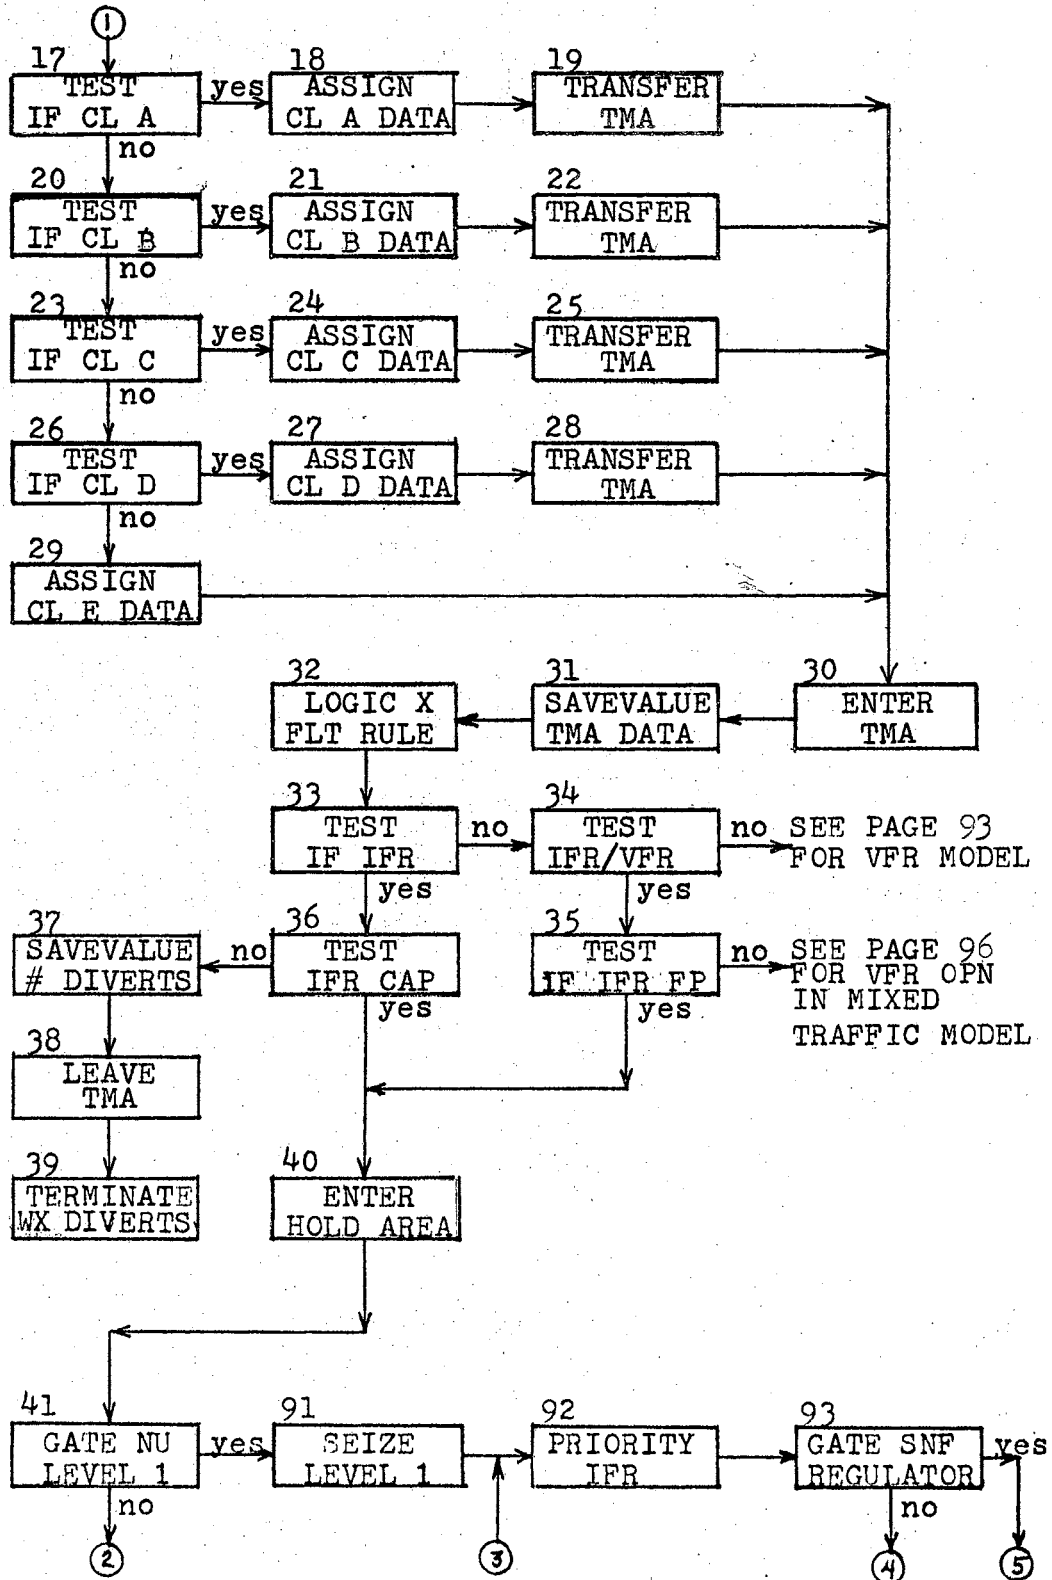 1
17
TEST
IF CL A
yes
18
ASSIGN
CL A DATA
19
TRANSFER
TMA
no
20
TEST
IF CL B
yes
21
ASSIGN
CL B DATA
22
TRANSFER
TMA
no
23
TEST
IF CL C
yes
24
ASSIGN
CL C DATA
25
TRANSFER
TMA
no
26
TEST
IF CL D
yes
27
ASSIGN
CL D DATA
28
TRANSFER
TMA
no
29
ASSIGN
CL E DATA
32
LOGIC X
FLT RULE
31
SAVEVALUE
TMA DATA
30
ENTER
TMA
33
TEST
IF IFR
no
34
TEST
IFR/VFR
no
SEE PAGE 93
FOR VFR MODEL
yes
yes
37
SAVEVALUE
# DIVERTS
no
36
TEST
IFR CAP
35
TEST
IF IFR FP
no
SEE PAGE 96
FOR VFR OPN
IN MIXED
TRAFFIC MODEL
yes
yes
38
LEAVE
TMA
39
TERMINATE
WX DIVERTS
40
ENTER
HOLD AREA
41
GATE NU
LEVEL 1
yes
91
SEIZE
LEVEL 1
92
PRIORITY
IFR
93
GATE SNF
REGULATOR
yes
no
no
2
3
4
5